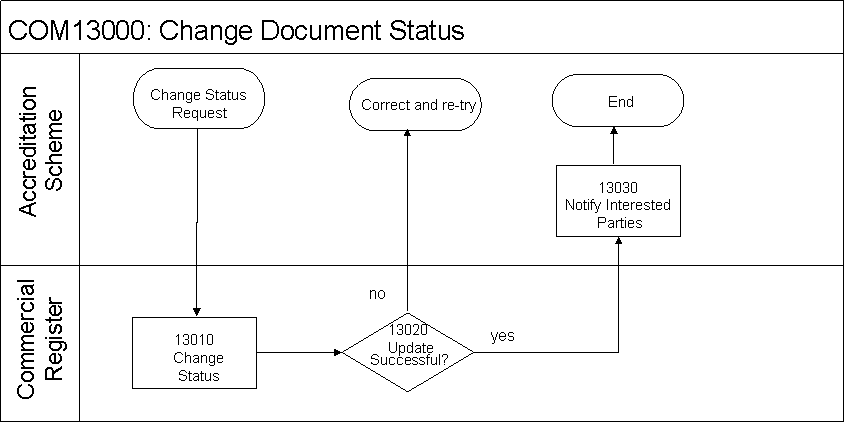 COM13000: Change Document Status
Accreditation
Scheme
Change Status
Request
Correct and re-try
End
13030
Notify Interested
Parties
Commercial
Register
13010
Change
Status
no
13020
Update
Successful?
yes